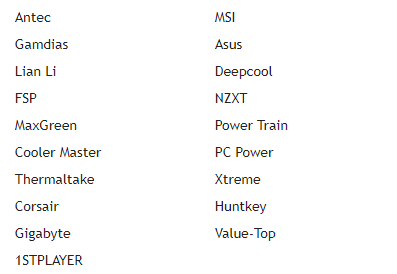 Antec
Gamdias
Lian Li
FSP
MaxGreen
Cooler Master
Thermaltake
Corsair
Gigabyte
1STPLAYER
MSI
Asus
Deepcool
NZXT
Power Train
PC Power
Xtreme
Huntkey
Value-Top